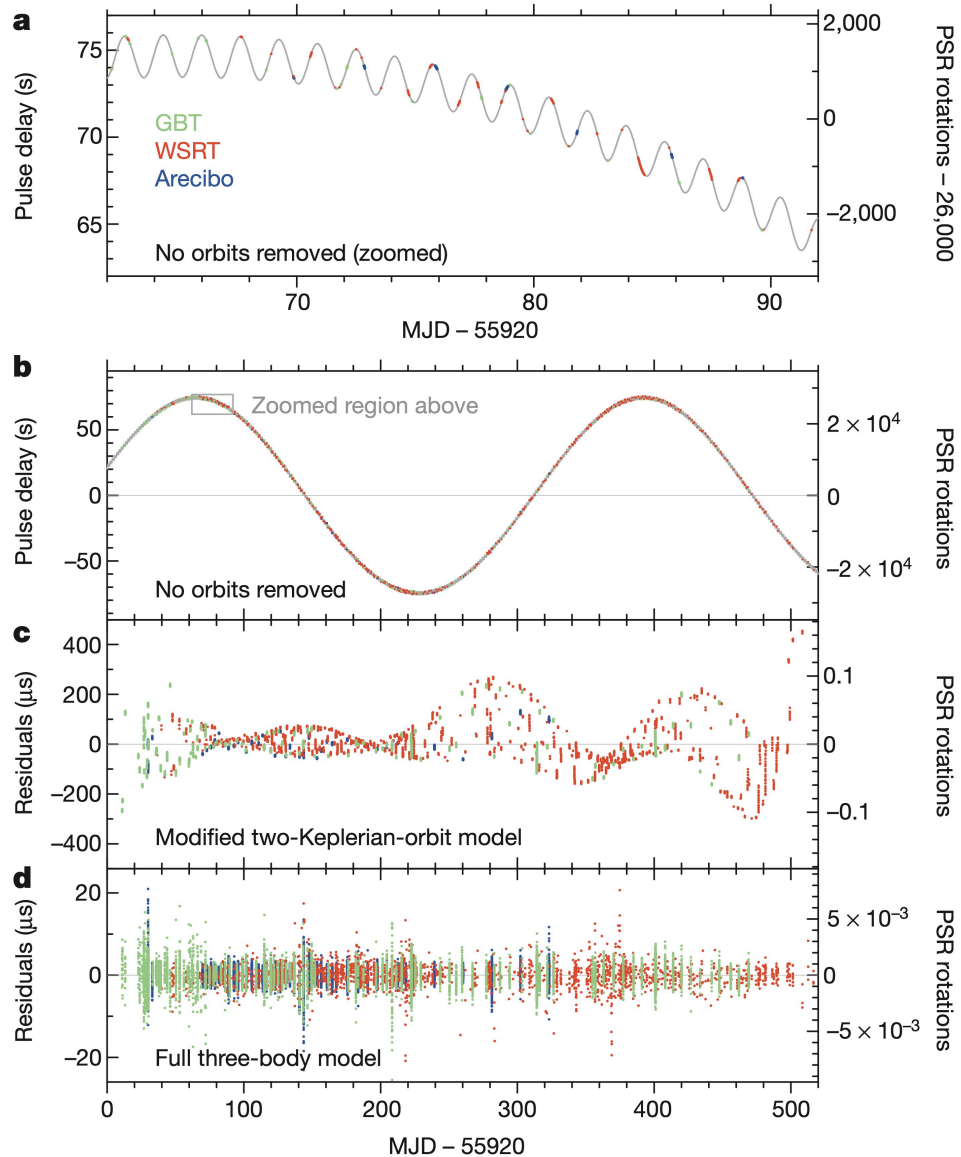 a
Pulse delay (s)
75
70
65
2,000
0
−2,000
PSR rotations − 26,000
GBT
WSRT
Arecibo
No orbits removed (zoomed)
70
80
90
MJD − 55920
b
Pulse delay (s)
50
0
−50
Zoomed region above
No orbits removed
2 × 10⁴
0
−2 × 10⁴
PSR rotations
c
Residuals (μs)
400
200
0
−200
−400
Modified two-Keplerian-orbit model
0.1
0
−0.1
PSR rotations
d
Residuals (μs)
20
0
−20
Full three-body model
5 × 10⁻³
0
−5 × 10⁻³
PSR rotations
0
100
200
300
400
500
MJD − 55920